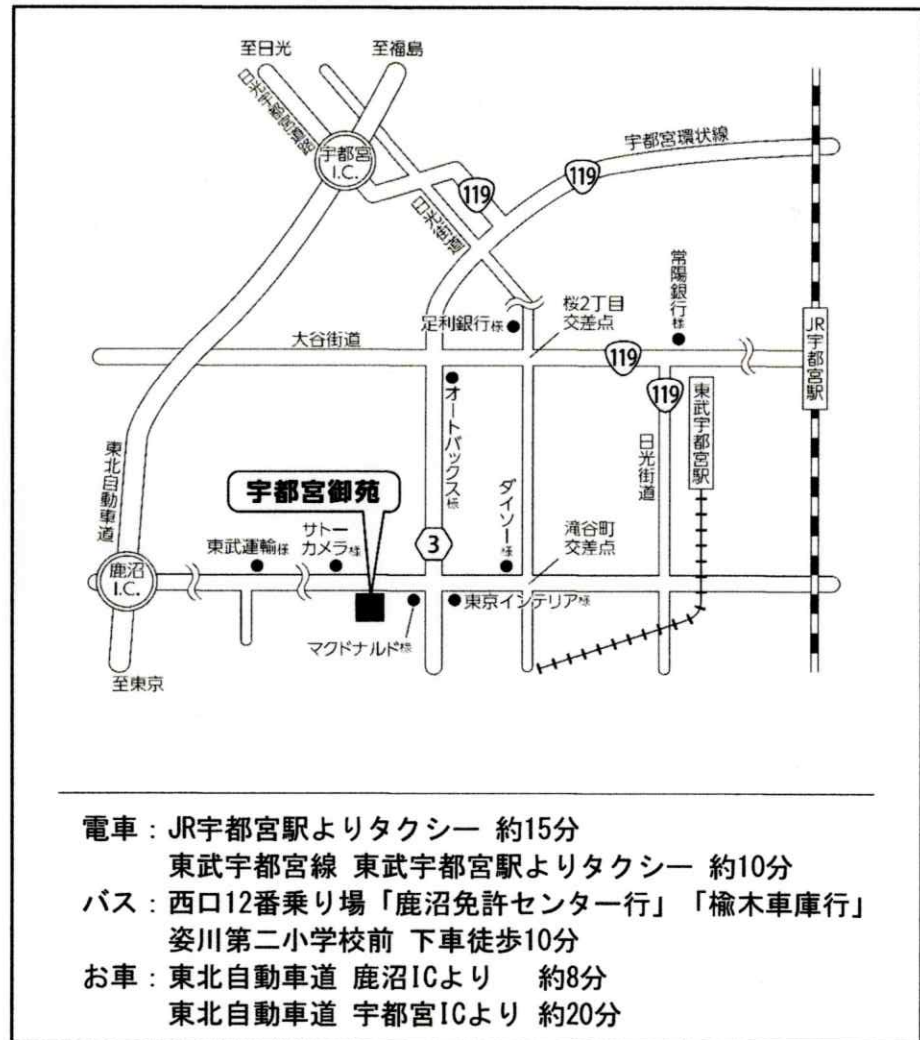 至日光
至福島
日光宇都宮道路
宇都宮
I.C.
宇都宮環状線
119
119
日光街道
常陽銀行様
桜2丁目
交差点
足利銀行様
大谷街道
119
JR宇都宮駅
119
東武宇都宮駅
オートバックス様
日光街道
東北自動車道
宇都宮御苑
ダイソー様
滝谷町
交差点
サトー
カメラ様
東武運輸様
3
鹿沼
I.C.
東京インテリア様
マクドナルド様
至東京
電車：JR宇都宮駅よりタクシー 約15分
東武宇都宮線 東武宇都宮駅よりタクシー 約10分
バス：西口12番乗り場「鹿沼免許センター行」「楡木車庫行」
姿川第二小学校前 下車徒歩10分
お車：東北自動車道 鹿沼ICより 約8分
東北自動車道 宇都宮ICより 約20分